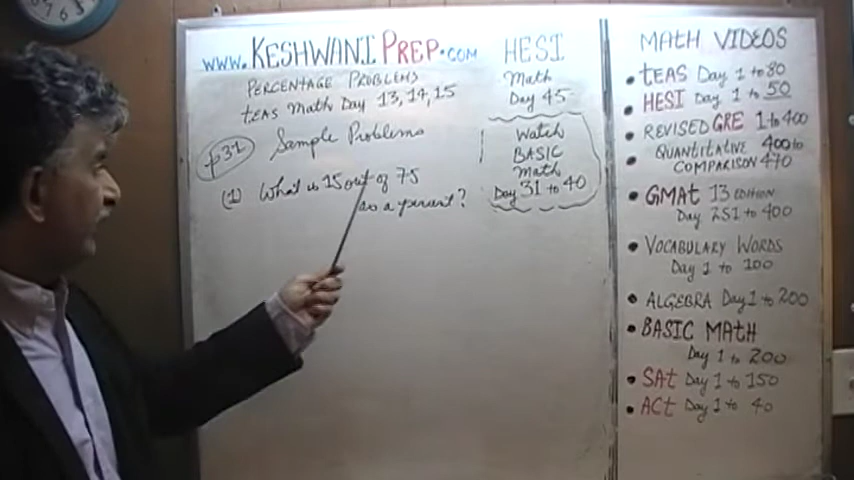 www.KESHWANIPREP.COM
PERCENTAGE PROBLEMS
tEAS Math Day 13, 14, 15
p31
Sample Problems
(1) What is 15 out of 75
as a percent?
HESI
Math
Day 45
Watch
BASIC
Math
Day 31 to 40
MATH VIDEOS
• tEAS Day 1 to 80
• HESI Day 1 to 50
• REVISED GRE 1 to 400
• QUANTITATIVE 400 to
COMPARISON 470
• GMAt 13 EDITION
Day 251 to 400
• VOCABULARY WORDS
Day 1 to 100
• ALGEBRA Day 1 to 200
• BASIC MATH
Day 1 to 200
• SAt Day 1 to 150
• ACt Day 1 to 40